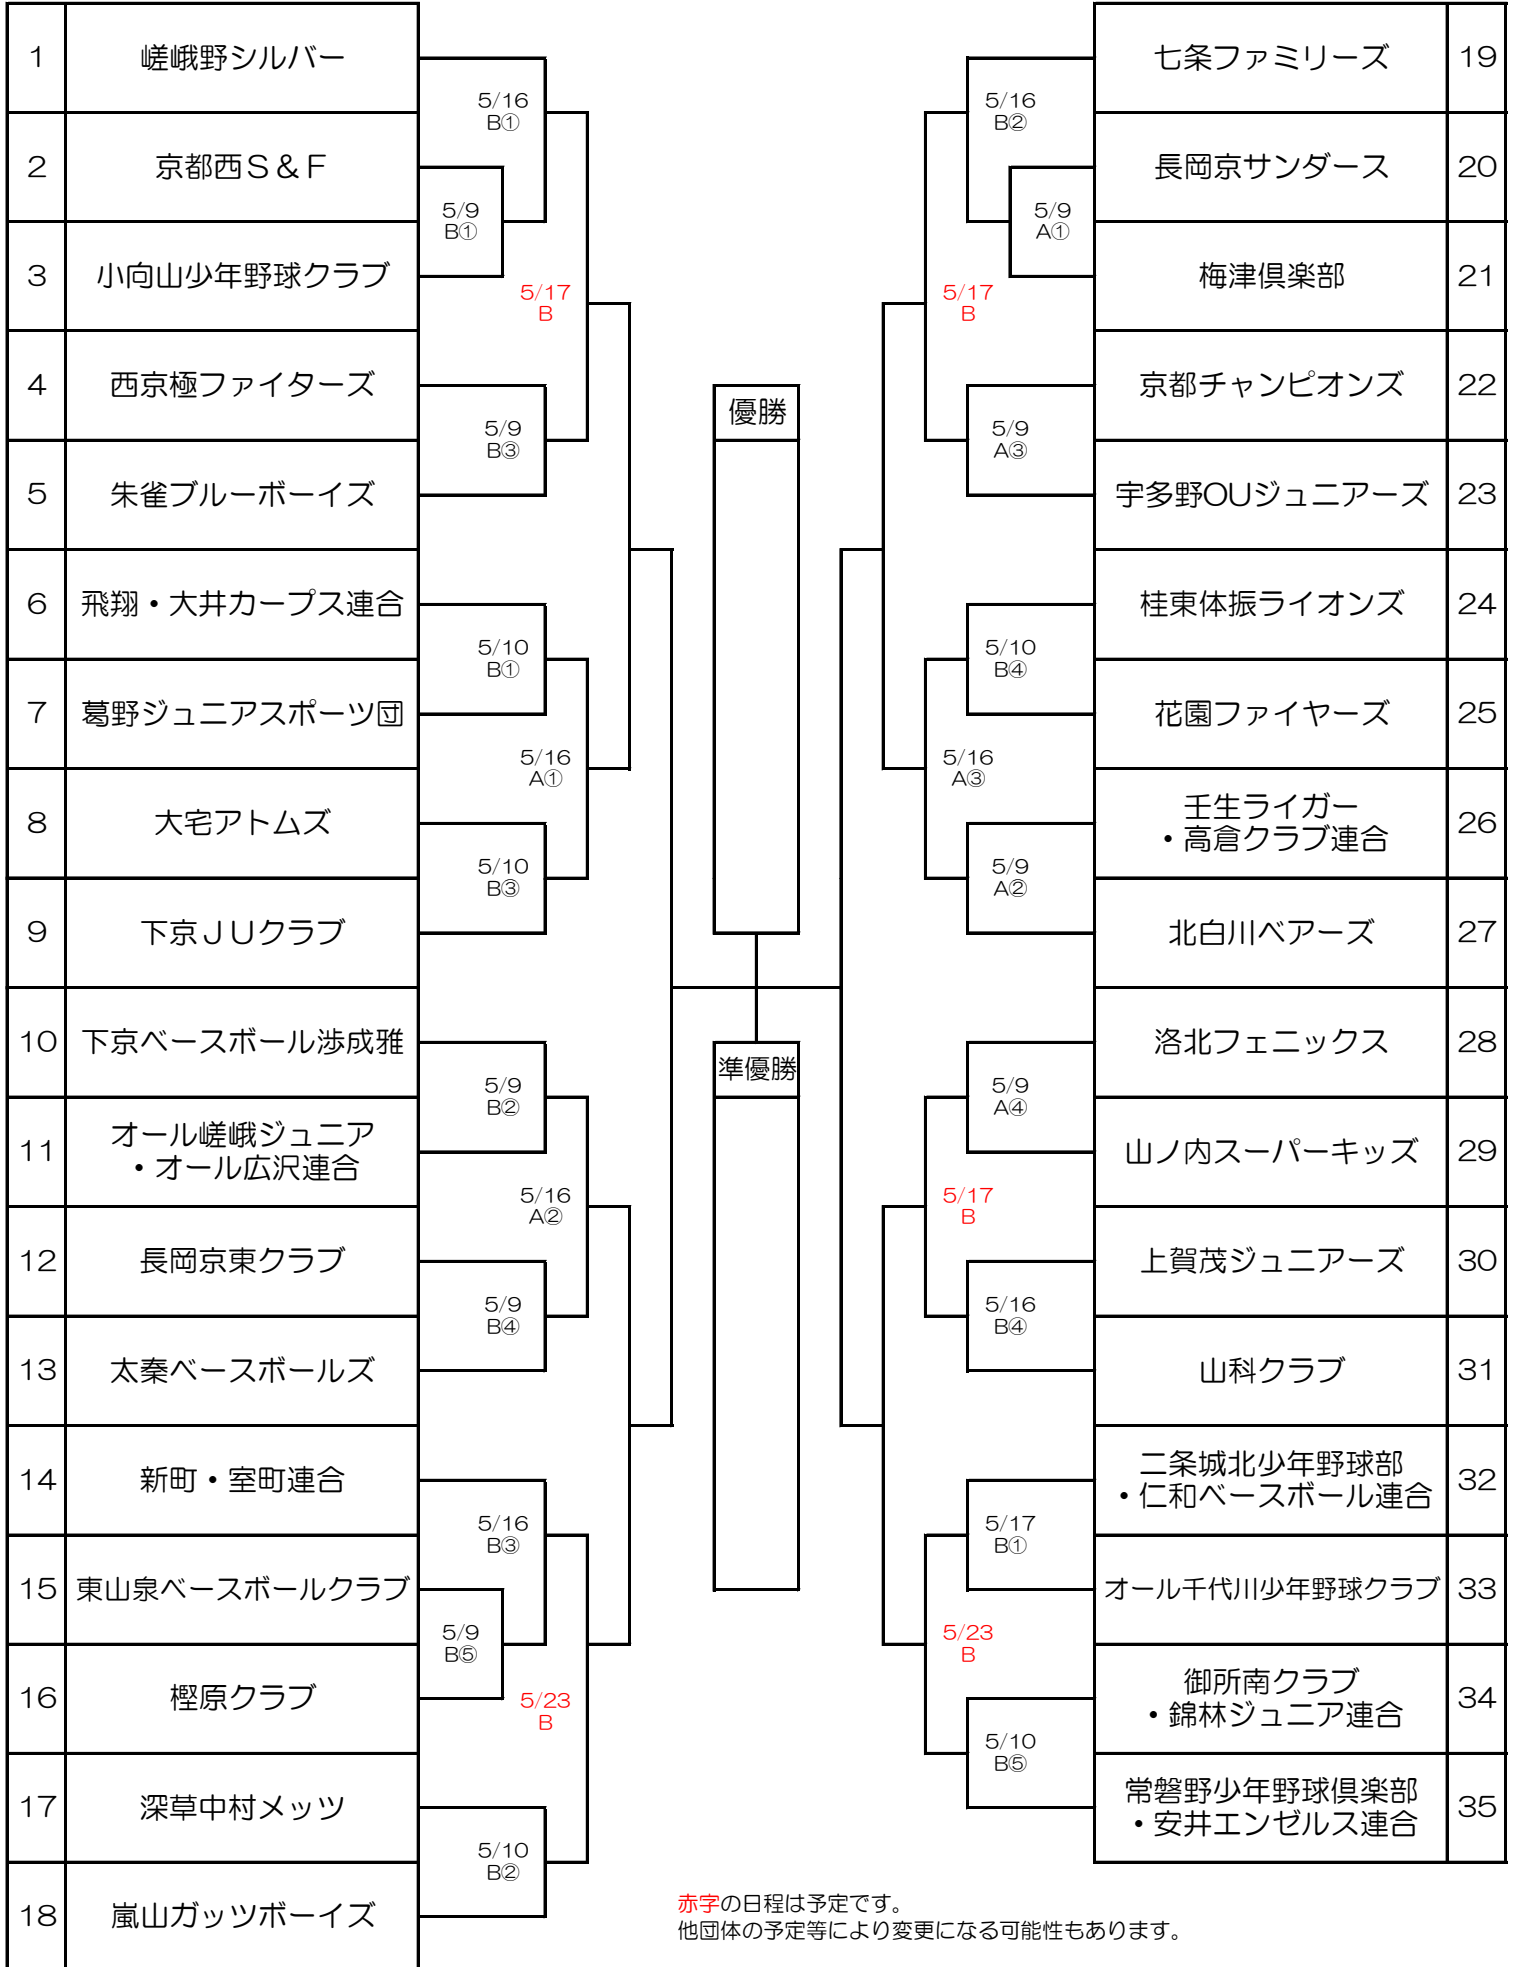 1 嵯峨野シルバー
2 京都西Ｓ＆Ｆ
3 小向山少年野球クラブ
4 西京極ファイターズ
5 朱雀ブルーボーイズ
6 飛翔・大井カープス連合
7 葛野ジュニアスポーツ団
8 大宅アトムズ
9 下京ＪＵクラブ
10 下京ベースボール渉成雅
11 オール嵯峨ジュニア
・オール広沢連合
12 長岡京東クラブ
13 太秦ベースボールズ
14 新町・室町連合
15 東山泉ベースボールクラブ
16 樫原クラブ
17 深草中村メッツ
18 嵐山ガッツボーイズ
5/16
B①
5/9
B①
5/17
B
5/9
B③
5/10
B①
5/16
A①
5/10
B③
5/9
B②
5/16
A②
5/9
B④
5/16
B③
5/9
B⑤
5/23
B
5/10
B②
優勝
準優勝
5/16
B②
5/9
A①
5/17
B
5/9
A③
5/10
B④
5/16
A③
5/9
A②
5/9
A④
5/17
B
5/16
B④
5/17
B①
5/23
B
5/10
B⑤
七条ファミリーズ 19
長岡京サンダース 20
梅津倶楽部 21
京都チャンピオンズ 22
宇多野OUジュニアーズ 23
桂東体振ライオンズ 24
花園ファイヤーズ 25
壬生ライガー
・高倉クラブ連合 26
北白川ベアーズ 27
洛北フェニックス 28
山ノ内スーパーキッズ 29
上賀茂ジュニアーズ 30
山科クラブ 31
二条城北少年野球部
・仁和ベースボール連合 32
オール千代川少年野球クラブ 33
御所南クラブ
・錦林ジュニア連合 34
常磐野少年野球倶楽部
・安井エンゼルス連合 35
赤字の日程は予定です。
他団体の予定等により変更になる可能性もあります。